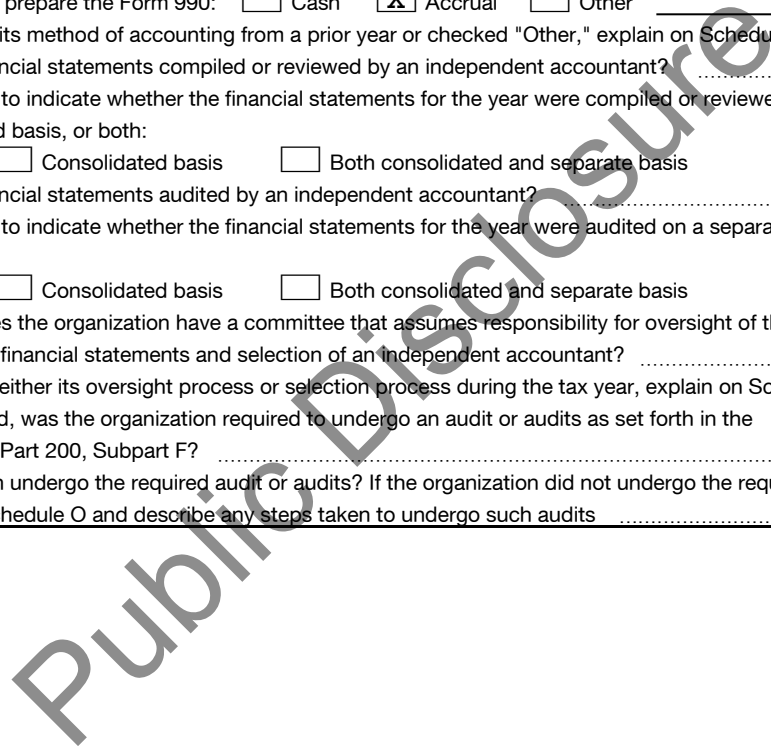 prepare the Form 990: Cash X Accrual Other
its method of accounting from a prior year or checked "Other," explain on Schedu
ncial statements compiled or reviewed by an independent accountant?
to indicate whether the financial statements for the year were compiled or reviewe
d basis, or both:
Consolidated basis Both consolidated and separate basis
ncial statements audited by an independent accountant?
to indicate whether the financial statements for the year were audited on a separa
Consolidated basis Both consolidated and separate basis
es the organization have a committee that assumes responsibility for oversight of t
financial statements and selection of an independent accountant?
either its oversight process or selection process during the tax year, explain on Sc
d, was the organization required to undergo an audit or audits as set forth in the
Part 200, Subpart F?
n undergo the required audit or audits? If the organization did not undergo the requ
hedule O and describe any steps taken to undergo such audits
Public Disclosure